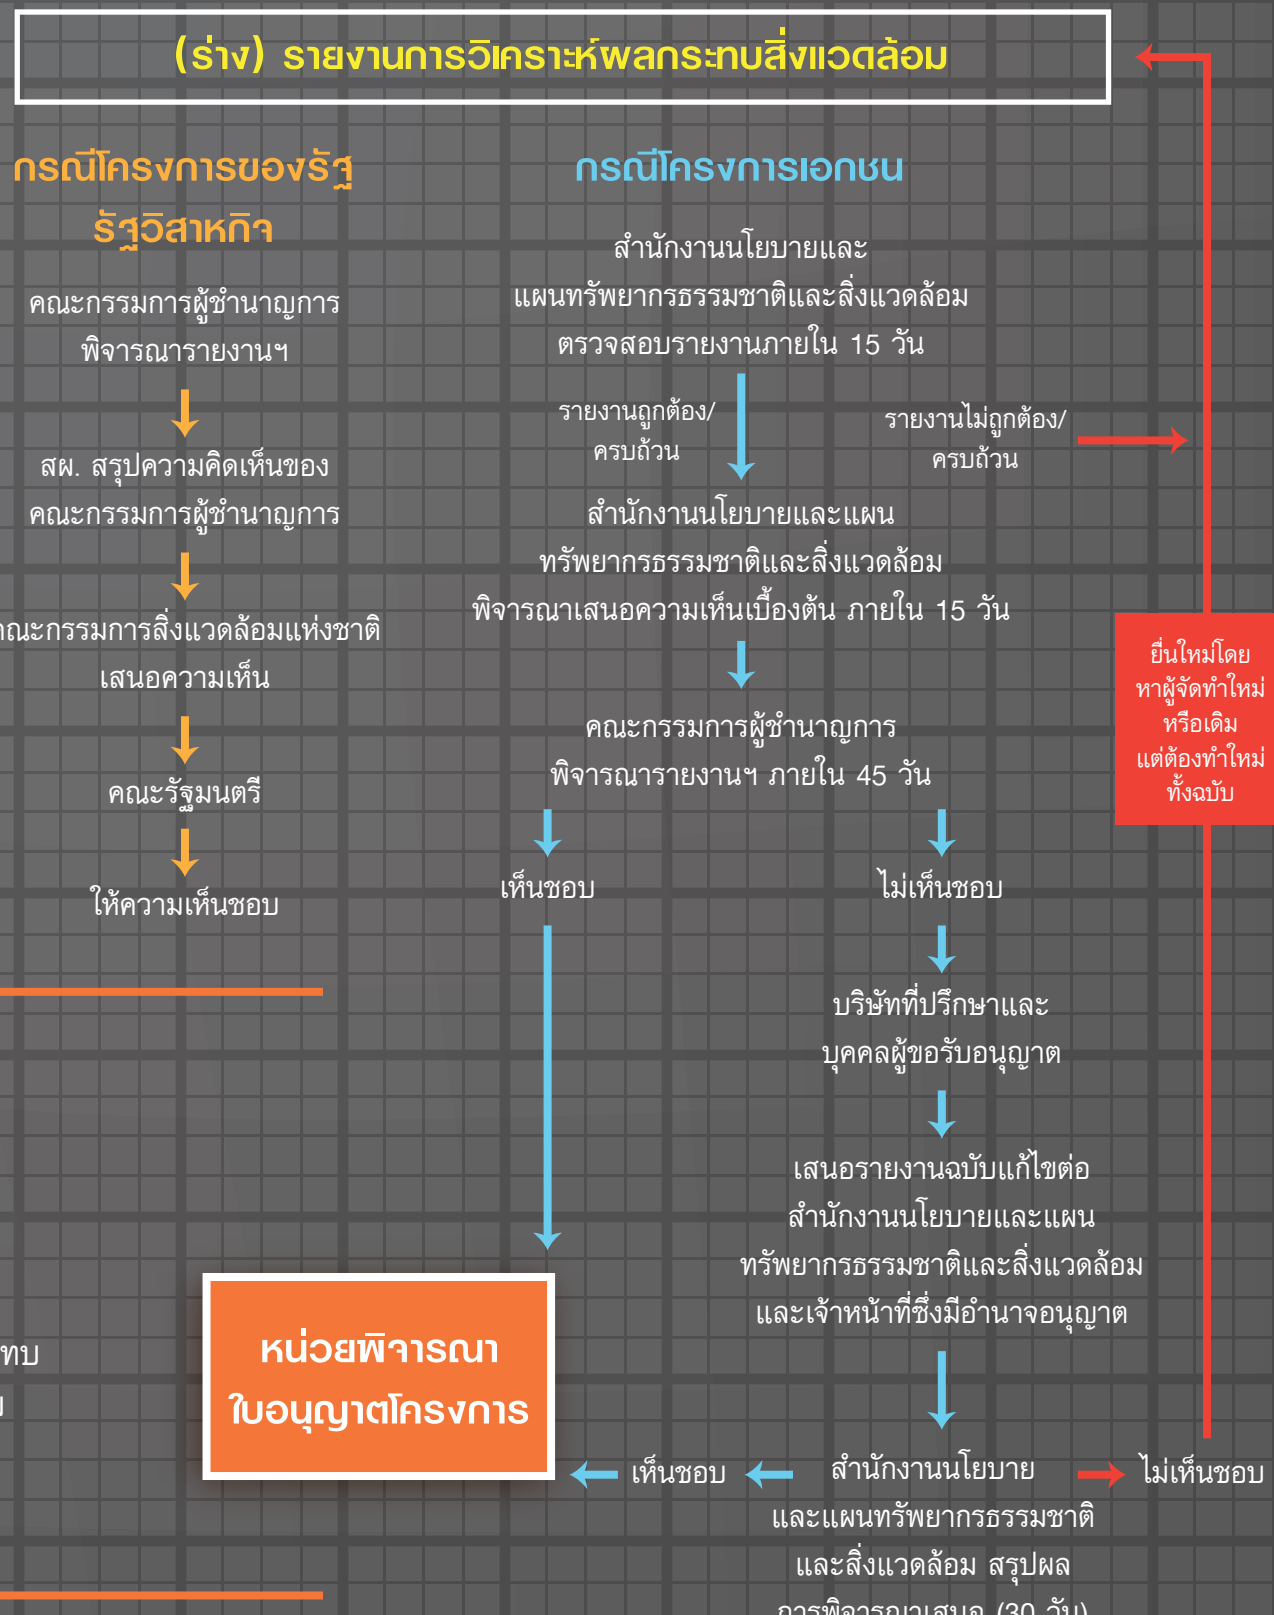 (ร่าง) รายงานการวิเคราะห์ผลกระทบสิ่งแวดล้อม
กรณีโครงการของรัฐ
รัฐวิสาหกิจ
คณะกรรมการผู้ชำนาญการ
พิจารณารายงานฯ
สผ. สรุปความคิดเห็นของ
คณะกรรมการผู้ชำนาญการ
คณะกรรมการสิ่งแวดล้อมแห่งชาติ
เสนอความเห็น
คณะรัฐมนตรี
ให้ความเห็นชอบ
กรณีโครงการเอกชน
สำนักงานนโยบายและ
แผนทรัพยากรธรรมชาติและสิ่งแวดล้อม
ตรวจสอบรายงานภายใน 15 วัน
รายงานถูกต้อง/
ครบถ้วน
รายงานไม่ถูกต้อง/
ครบถ้วน
สำนักงานนโยบายและแผน
ทรัพยากรธรรมชาติและสิ่งแวดล้อม
พิจารณาเสนอความเห็นเบื้องต้น ภายใน 15 วัน
คณะกรรมการผู้ชำนาญการ
พิจารณารายงานฯ ภายใน 45 วัน
เห็นชอบ
ไม่เห็นชอบ
บริษัทที่ปรึกษาและ
บุคคลผู้ขอรับอนุญาต
เสนอรายงานฉบับแก้ไขต่อ
สำนักงานนโยบายและแผน
ทรัพยากรธรรมชาติและสิ่งแวดล้อม
และเจ้าหน้าที่ซึ่งมีอำนาจอนุญาต
สำนักงานนโยบาย
และแผนทรัพยากรธรรมชาติ
และสิ่งแวดล้อม สรุปผล
การพิจารณาเสนอ (30 วัน)
เห็นชอบ
ไม่เห็นชอบ
หน่วยพิจารณา
ใบอนุญาตโครงการ
ยื่นใหม่โดย
หาผู้จัดทำใหม่
หรือเดิม
แต่ต้องทำใหม่
ทั้งฉบับ
ทบ